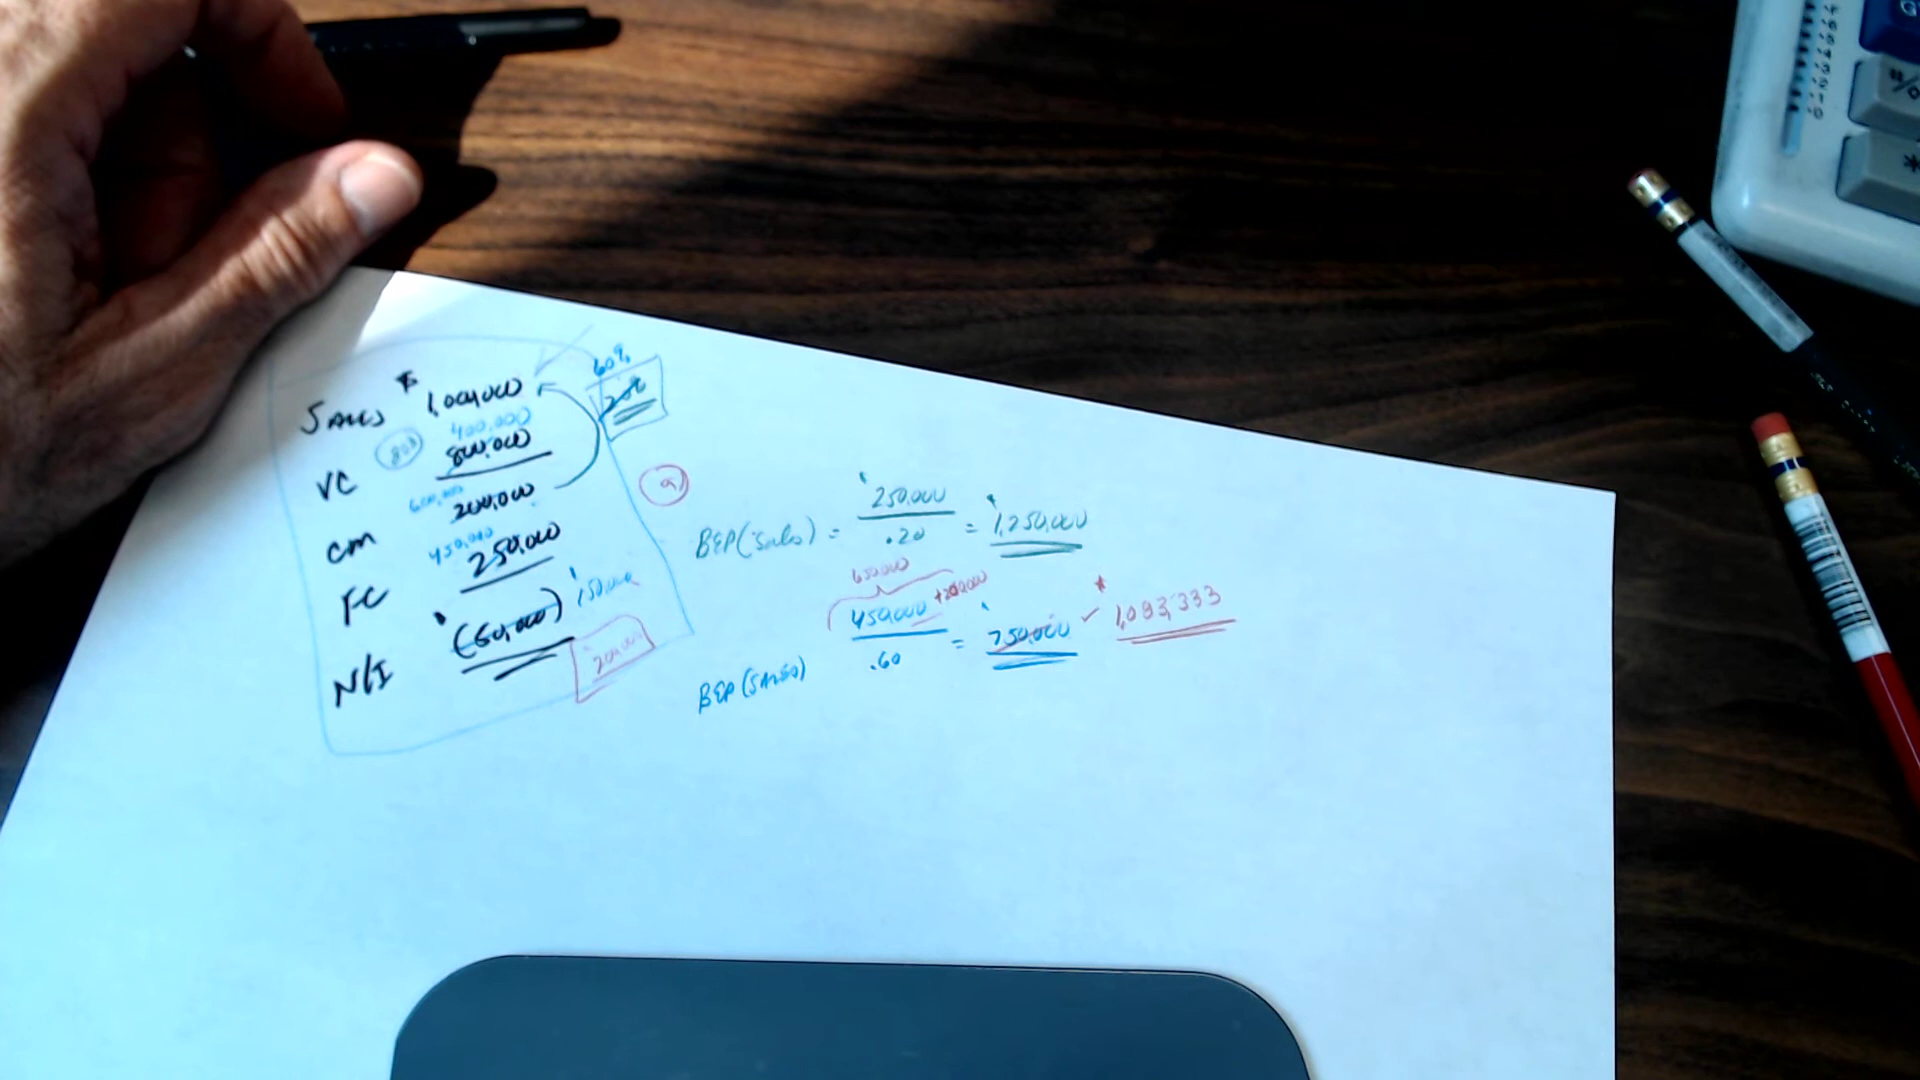 60%
Sales $ 1,000,000
20%
400,000
VC 80% 800,000
600,000
CM 200,000
450,000
FC 250,000
N/I (50,000) 150,000
200,000
a)
BEP (Sales) = 250,000 / .20 = 1,250,000
650,000
450,000 + 200,000
BEP (Sales) .60 = 750,000 ✓ 1,083,333